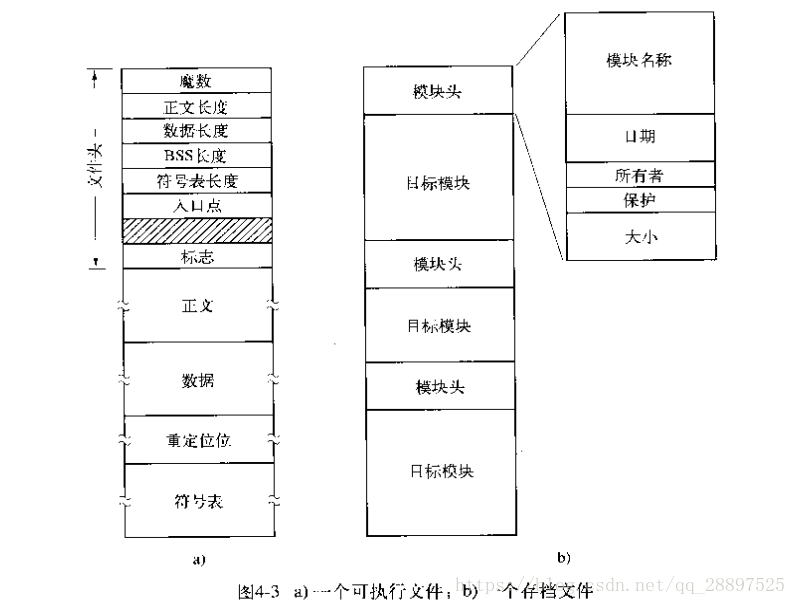 魔数
正文长度
数据长度
BSS长度
符号表长度
入口点
标志
文件头
正文
数据
重定位位
符号表
a)
模块头
目标模块
模块头
目标模块
模块头
目标模块
b)
模块名称
日期
所有者
保护
大小
图4-3 a) 一个可执行文件；b) 一个存档文件
https://blog.csdn.net/qq_28897525